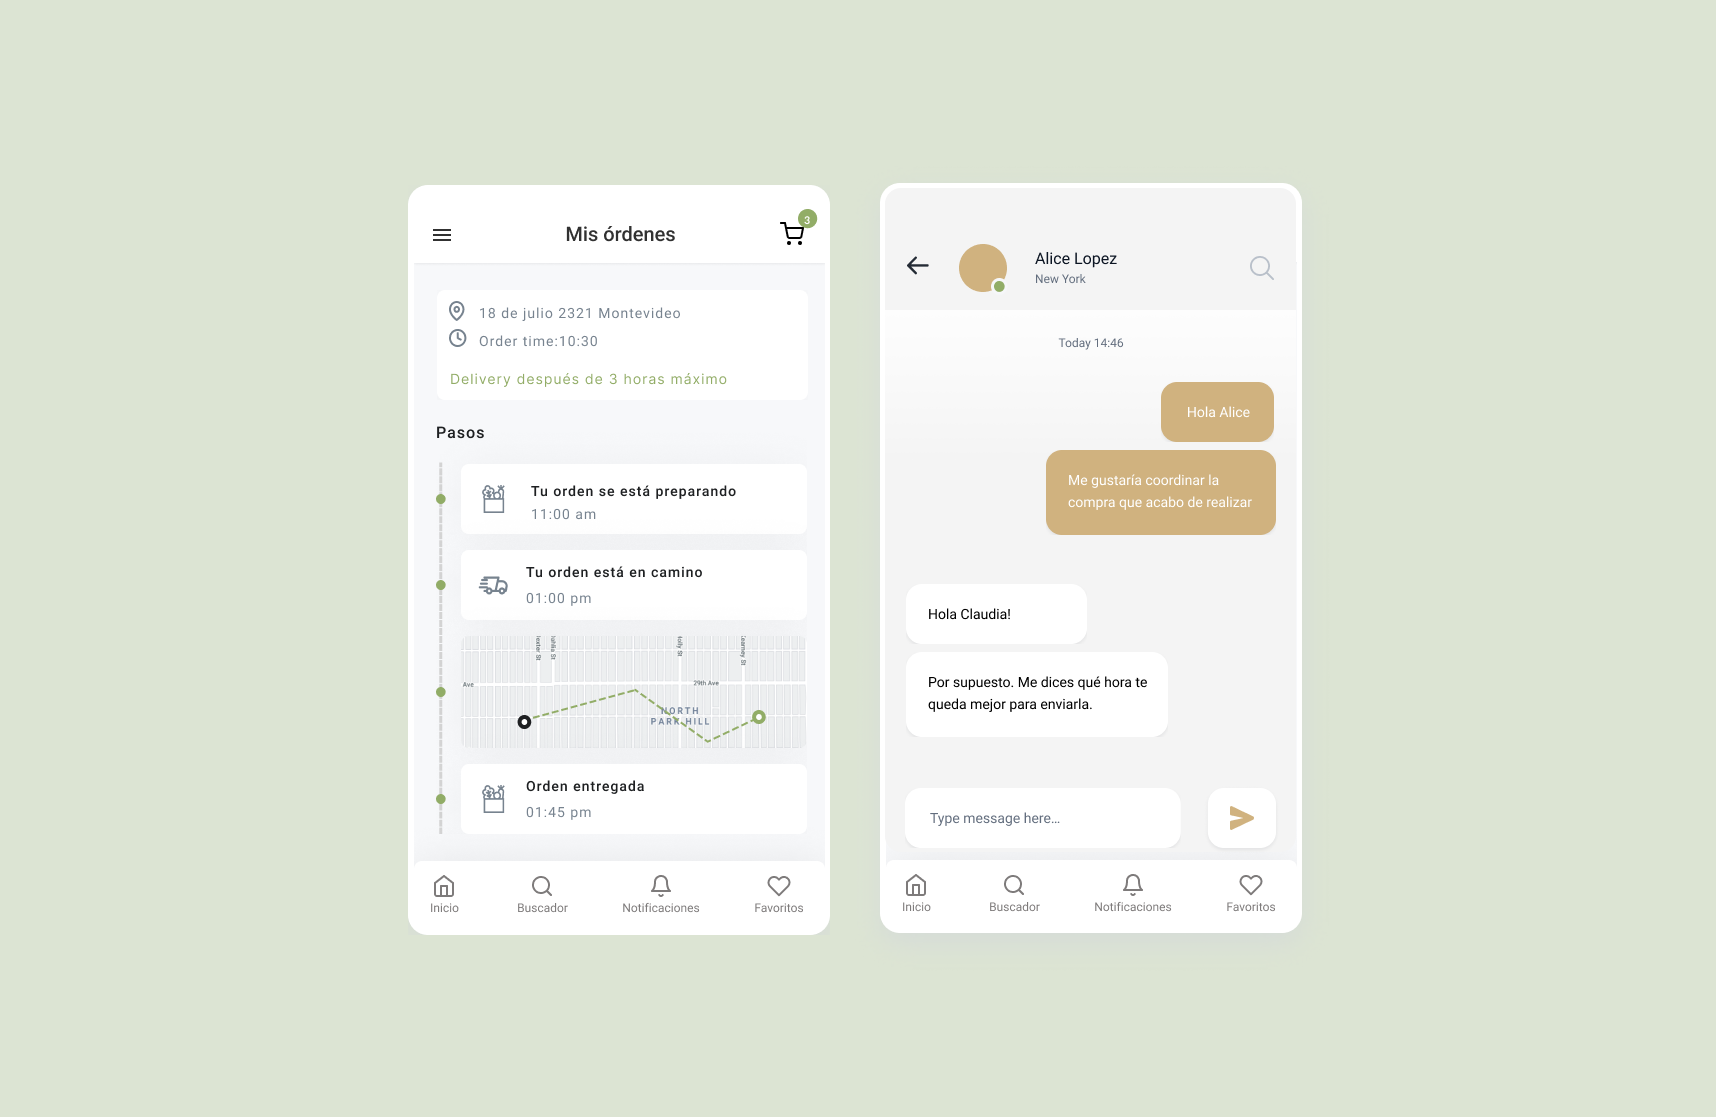 Mis órdenes
3
18 de julio 2321 Montevideo
Order time:10:30
Delivery después de 3 horas máximo
Pasos
Tu orden se está preparando
11:00 am
Tu orden está en camino
01:00 pm
Ave
29th Ave
NORTH
PARK HILL
Orden entregada
01:45 pm
Inicio
Buscador
Notificaciones
Favoritos
Alice Lopez
New York
Today 14:46
Hola Alice
Me gustaría coordinar la
compra que acabo de realizar
Hola Claudia!
Por supuesto. Me dices qué hora te
queda mejor para enviarla.
Type message here...
Inicio
Buscador
Notificaciones
Favoritos